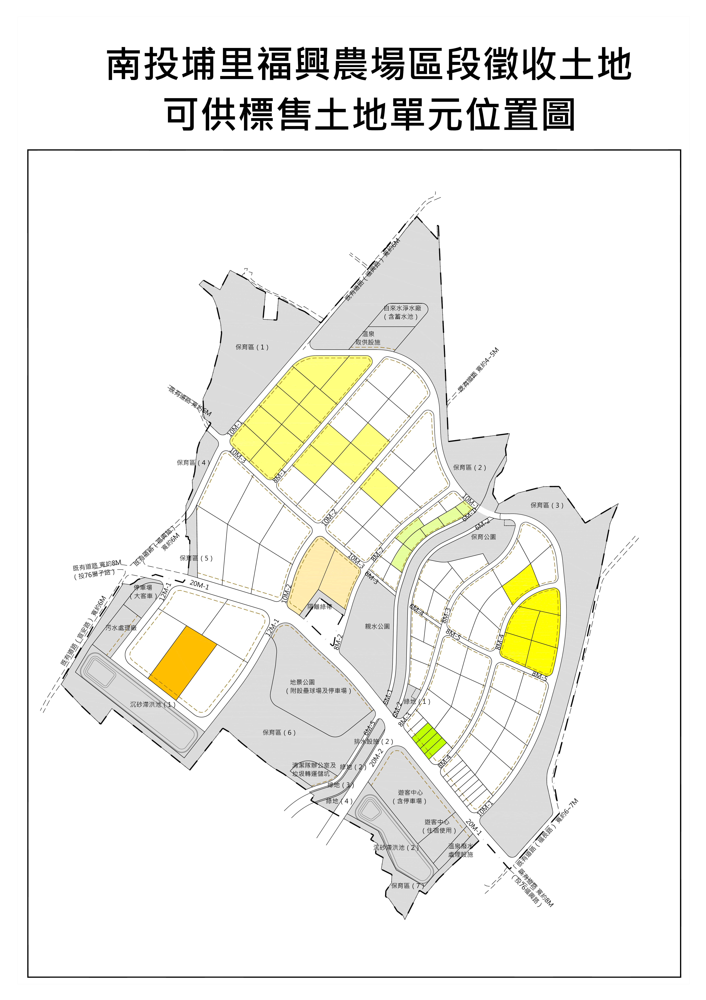 南投埔里福興農場區段徵收土地
可供標售土地單元位置圖
既有道路（福興路）寬約6M
自來水淨水廠
（含蓄水池）
溫泉
取供設施
保育區（1）
既有道路 寬約4~5M
既有道路 寬約6M
10M-1
10M-3
保育區（4）
8M-1
保育區（2）
10M-1
保育區（3）
6M-1
10M-2
6M-2
保育公園
既有道路（福興路）
寬約6M
保育區（5）
8M-2
10M-3
6M-3
既有道路 寬約8M
（投76獅子路）
停車場
（大客車）
12M-1
20M-1
10M-2
隔離綠帶
6M-4
8M-3
既有道路（宣安路）寬約6M
污水處理廠
12M-1
親水公園
8M-5
8M-4
8M-2
8M-5
地景公園
（附設壘球場及停車場）
沉砂滯洪池（1）
6M-1
6M-2
綠地（1）
8M-3
保育區（6）
6M-5
排水設施（2）
20M-2
8M-4
清潔隊辦公室及
垃圾轉運儲坑
綠地（2）
綠地（3）
綠地（4）
遊客中心
（含停車場）
10M-1
遊客中心
（住宿使用）
20M-1
沉砂滯洪池（2）
溫泉廢水
處理設施
既有道路（福長路）寬約6~7M
既有道路 寬約8M
（投76福興路）
保育區（7）